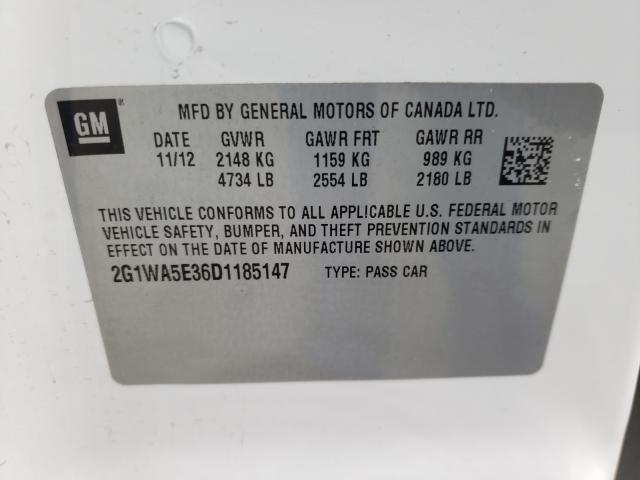 GM
MFD BY GENERAL MOTORS OF CANADA LTD.
DATE GVWR GAWR FRT GAWR RR
11/12 2148 KG 1159 KG 989 KG
4734 LB 2554 LB 2180 LB
THIS VEHICLE CONFORMS TO ALL APPLICABLE U.S. FEDERAL MOTOR
VEHICLE SAFETY, BUMPER, AND THEFT PREVENTION STANDARDS IN
EFFECT ON THE DATE OF MANUFACTURE SHOWN ABOVE.
2G1WA5E36D1185147 TYPE: PASS CAR